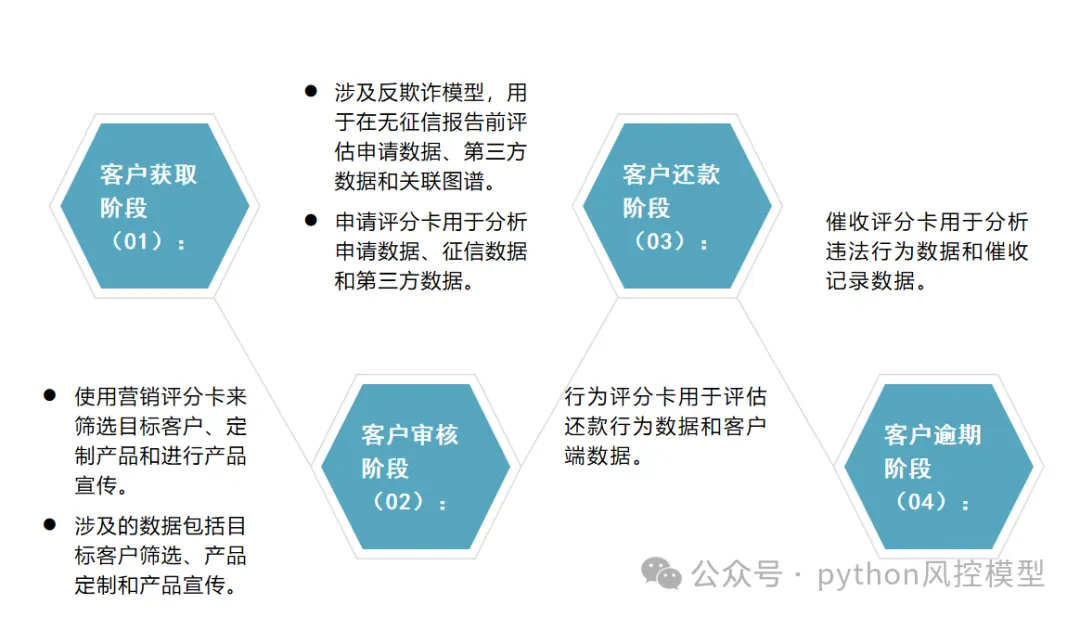 客户获取
阶段
（01）：
使用营销评分卡来
筛选目标客户、定
制产品和进行产品
宣传。
涉及的数据包括目
标客户筛选、产品
定制和产品宣传。
涉及反欺诈模型，用
于在无征信报告前评
估申请数据、第三方
数据和关联图谱。
申请评分卡用于分析
申请数据、征信数据
和第三方数据。
客户审核
阶段
（02）：
客户还款
阶段
（03）：
行为评分卡用于评估
还款行为数据和客户
端数据。
催收评分卡用于分析
违法行为数据和催收
记录数据。
客户逾期
阶段
（04）：
公众号 · python风控模型